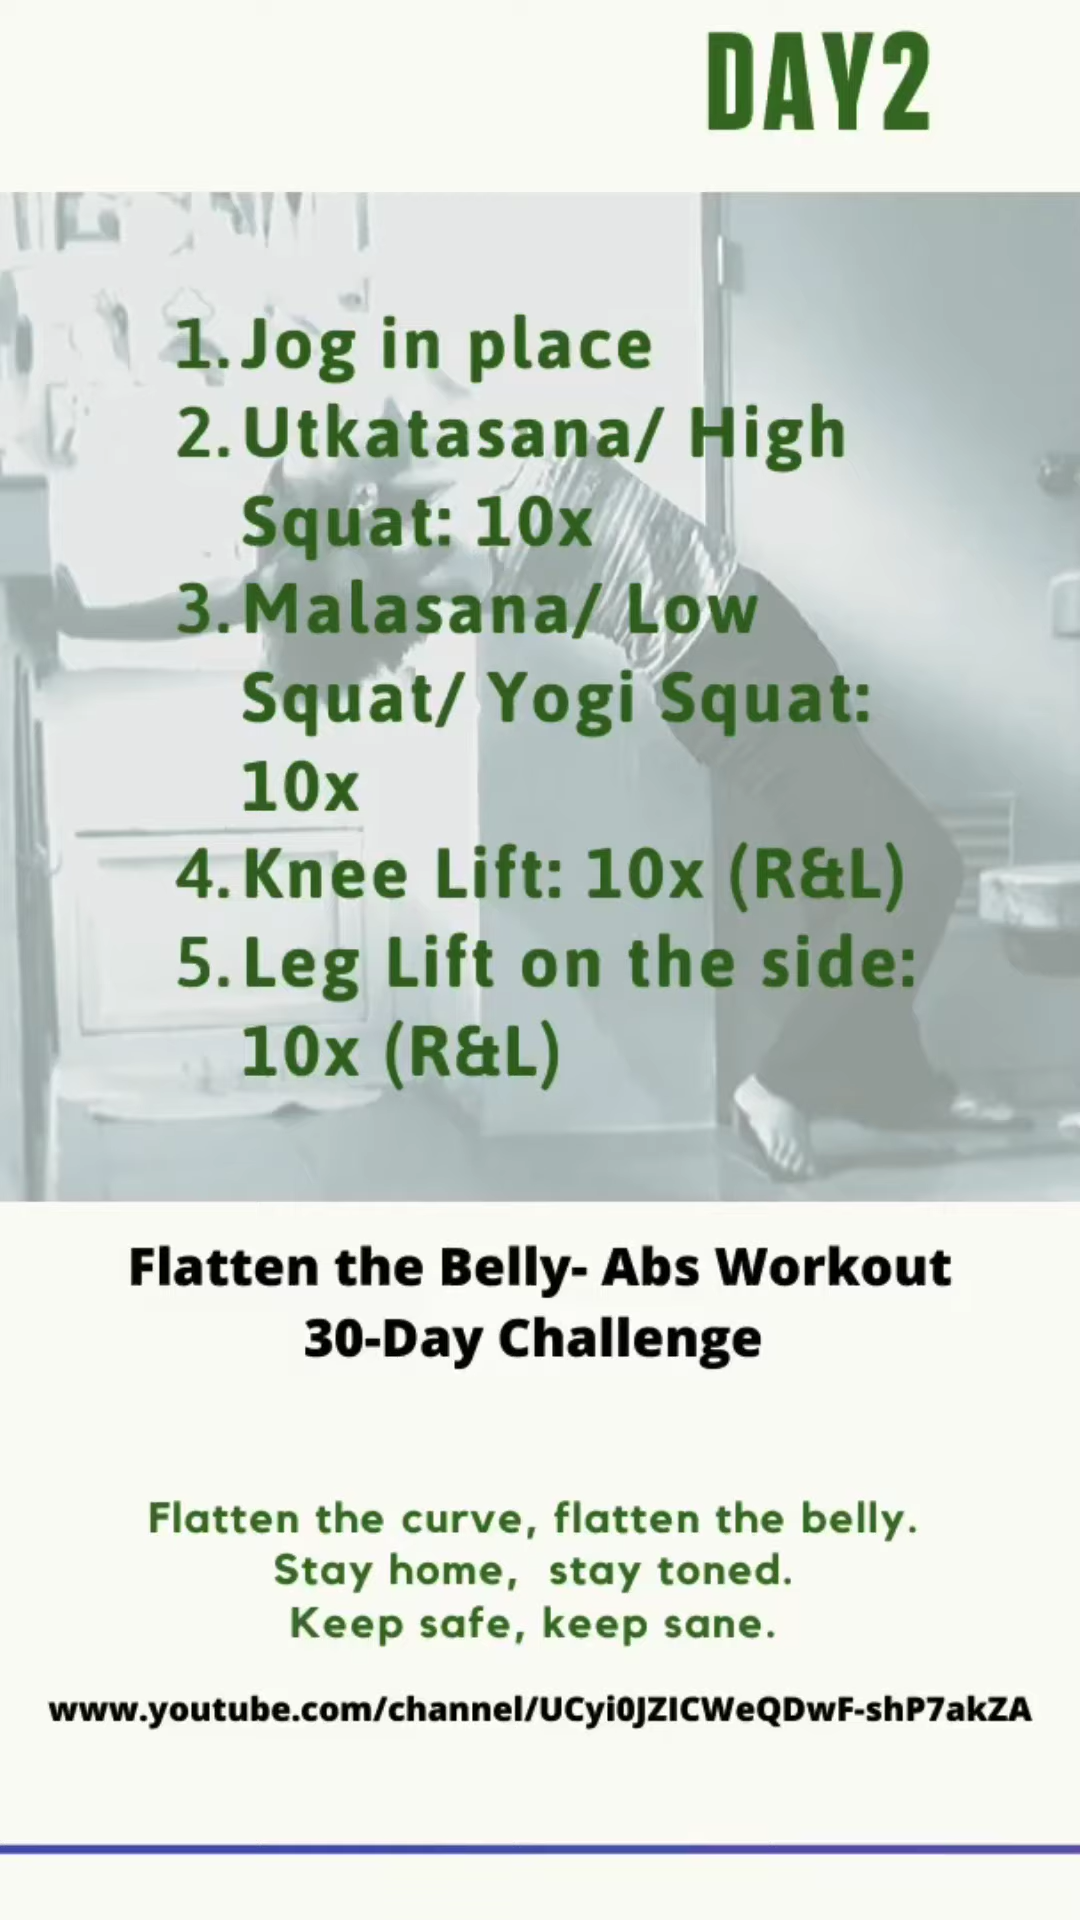 DAY2
1. Jog in place
2. Utkatasana/ High
Squat: 10x
3. Malasana/ Low
Squat/ Yogi Squat:
10x
4. Knee Lift: 10x (R&L)
5. Leg Lift on the side:
10x (R&L)
Flatten the Belly- Abs Workout
30-Day Challenge
Flatten the curve, flatten the belly.
Stay home, stay toned.
Keep safe, keep sane.
www.youtube.com/channel/UCyi0JZICWeQDwF-shP7akZA